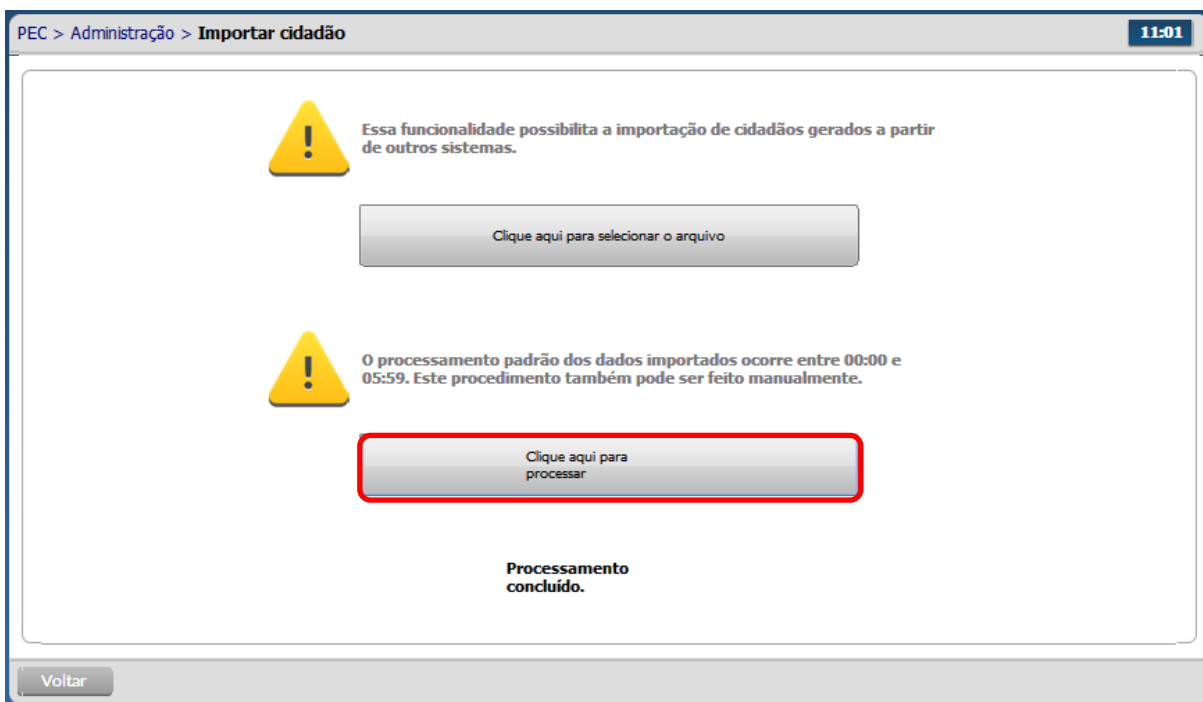 PEC > Administração > Importar cidadão 11:01
Essa funcionalidade possibilita a importação de cidadãos gerados a partir
de outros sistemas.
Clique aqui para selecionar o arquivo
O processamento padrão dos dados importados ocorre entre 00:00 e
05:59. Este procedimento também pode ser feito manualmente.
Clique aqui para
processar
Processamento
concluído.
Voltar